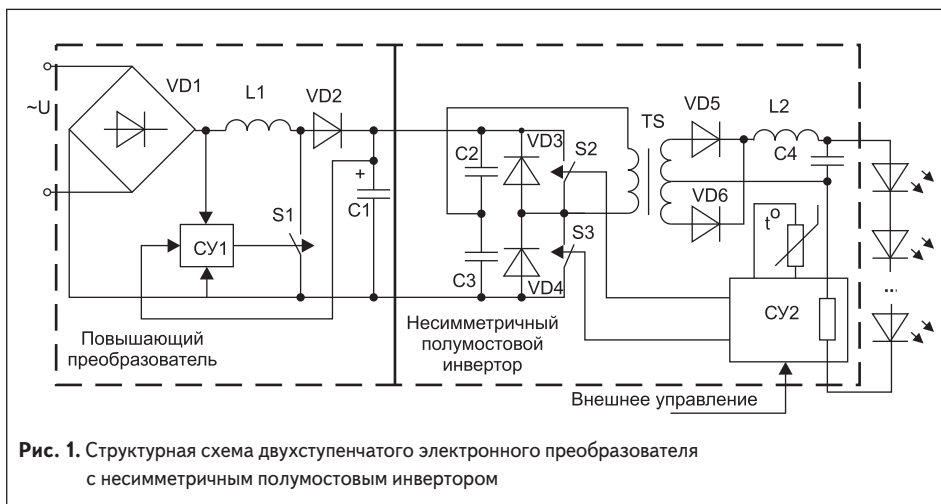 ~U
VD1
L1
VD2
+
C1
S1
СУ1
Повышающий
преобразователь
C2
C3
VD3
VD4
S2
S3
Несимметричный
полумостовой
инвертор
TS
VD5
VD6
L2
C4
t°
СУ2
...
Внешнее управление
Рис. 1. Структурная схема двухступенчатого электронного преобразователя
с несимметричным полумостовым инвертором